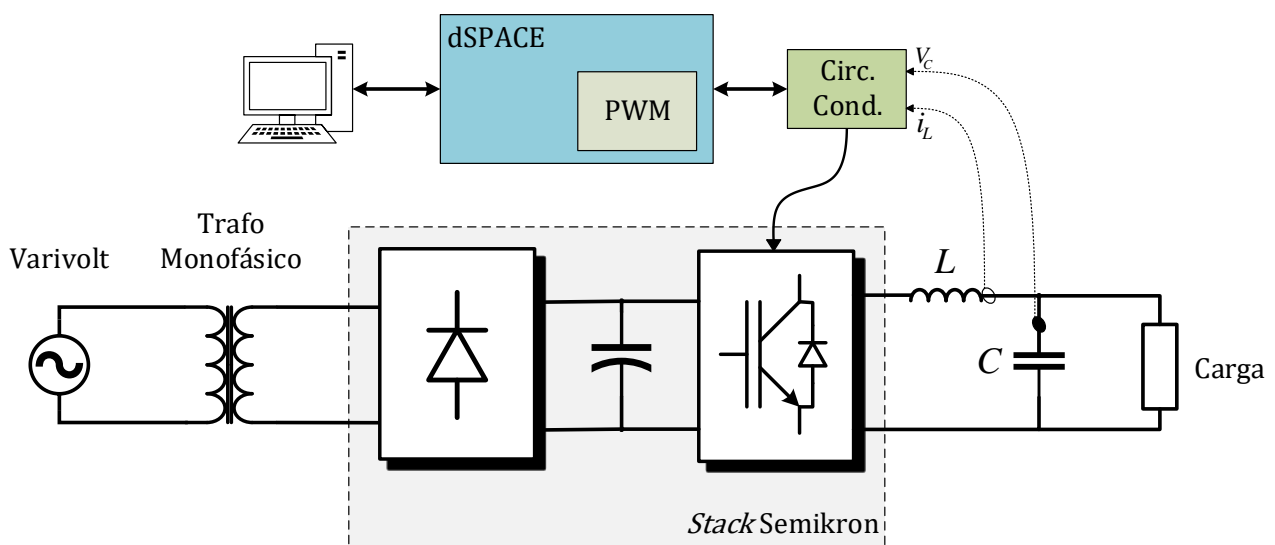 dSPACE
PWM
Circ.
Cond.
V_C
i_L
Varivolt
Trafo
Monofásico
L
C
Carga
Stack Semikron